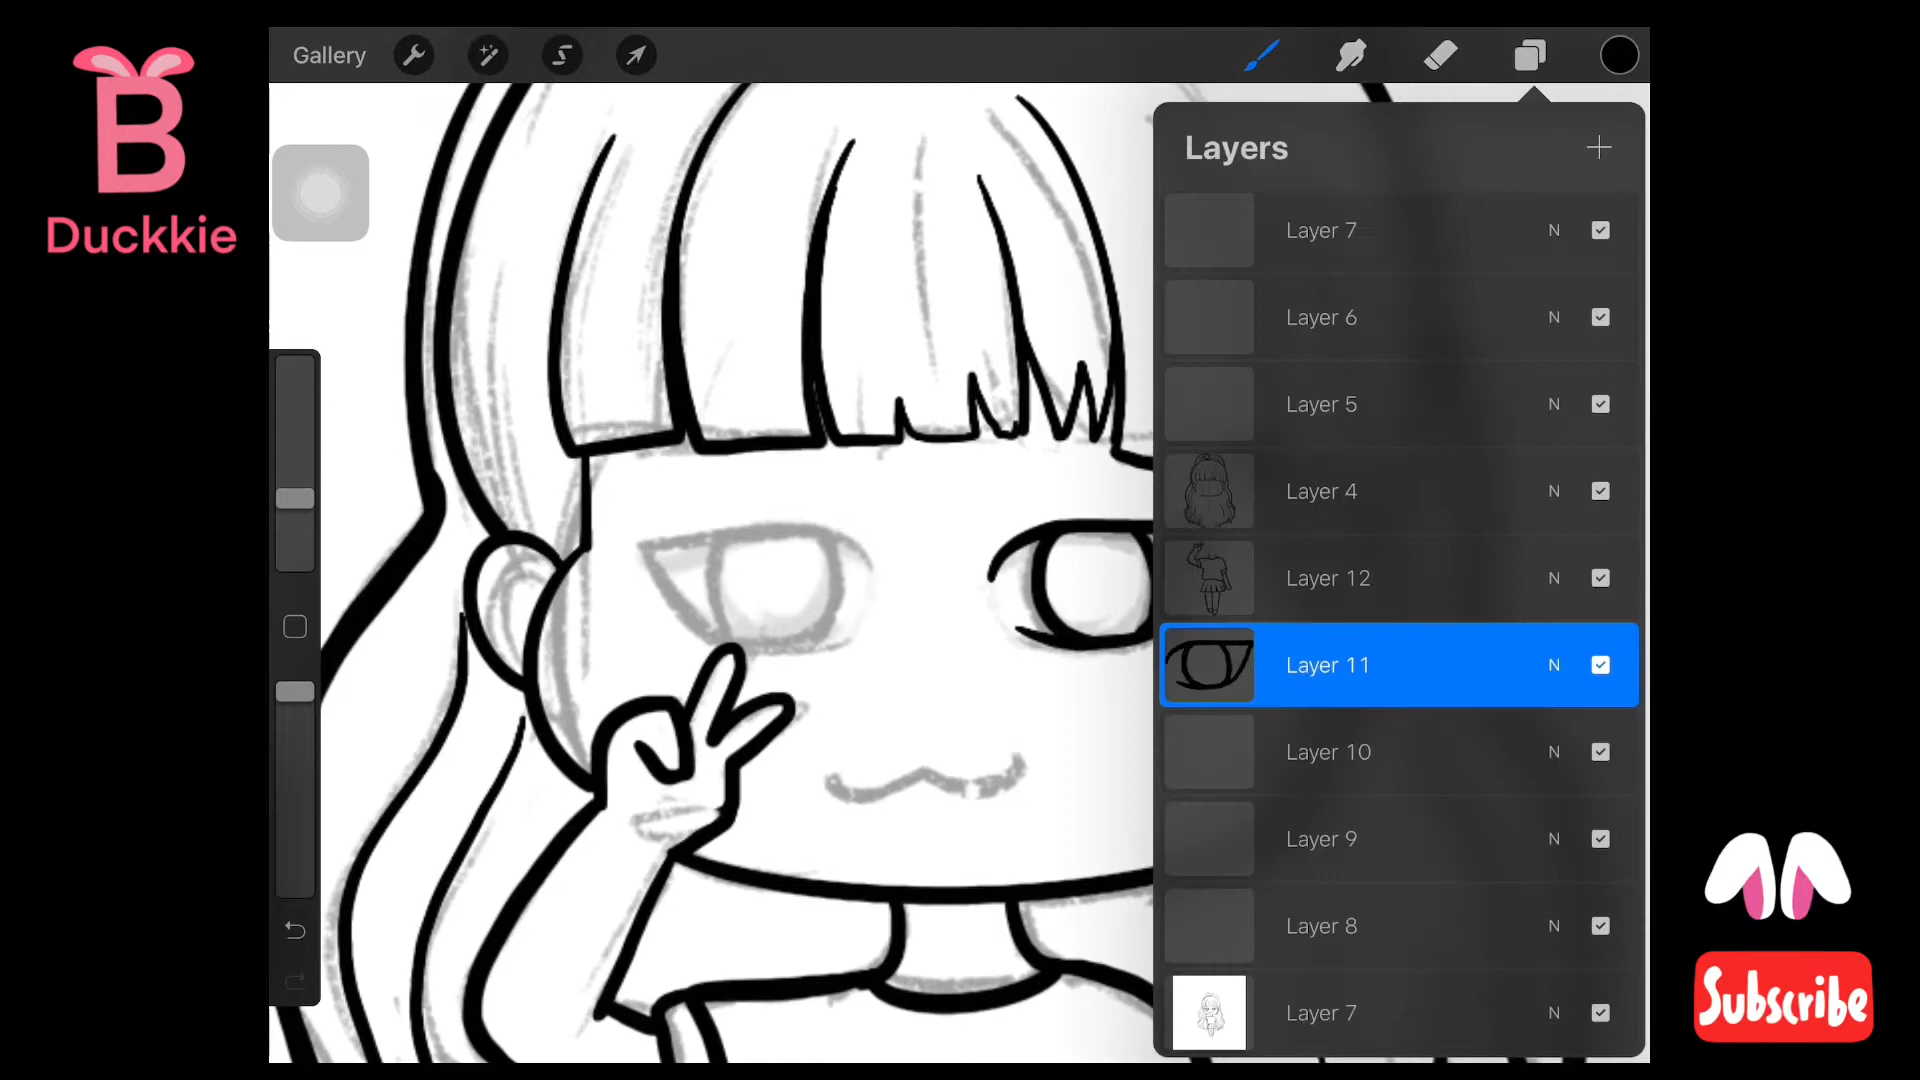 B
Duckkie
Gallery
Layers
Layer 7 N
Layer 6 N
Layer 5 N
Layer 4 N
Layer 12 N
Layer 11 N
Layer 10 N
Layer 9 N
Layer 8 N
Layer 7 N
Subscribe